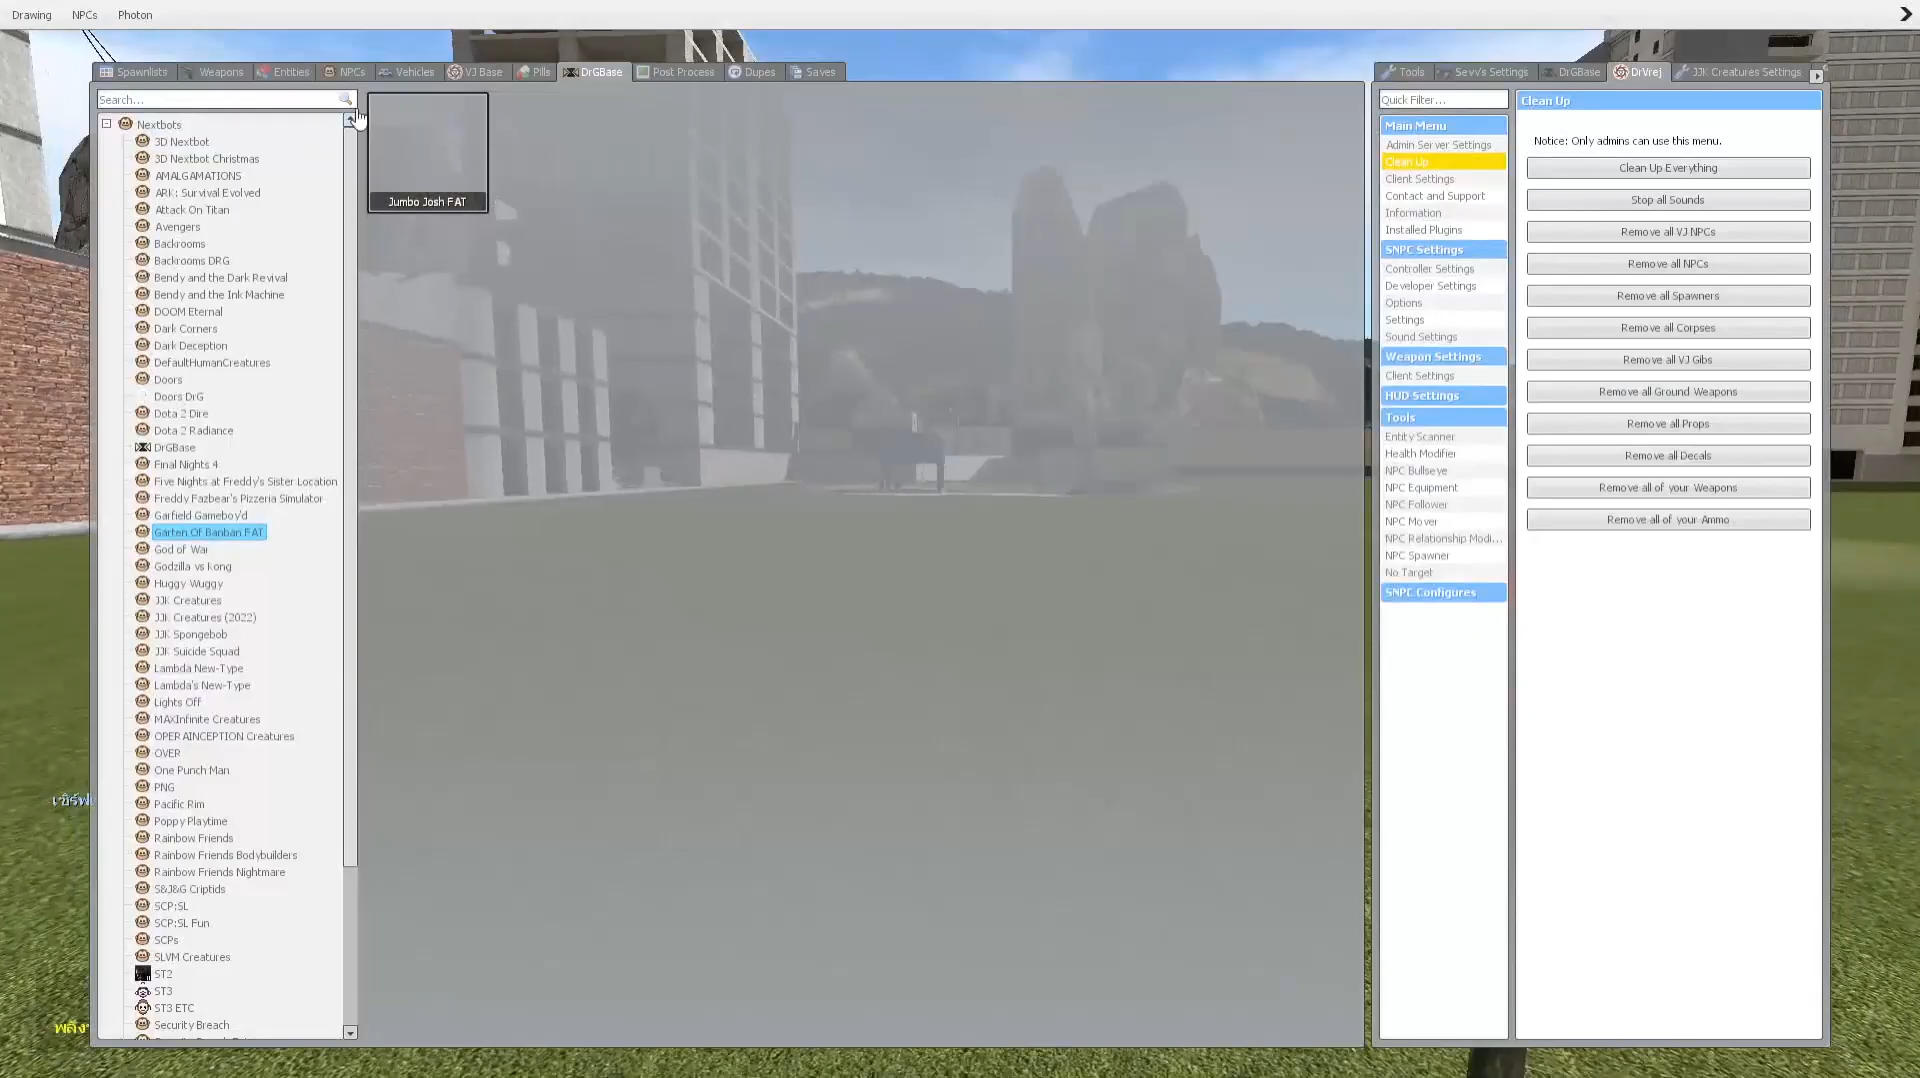 Drawing NPCs Photon
Spawnlists Weapons Entities NPCs Vehicles VJ Base Pills DrGBase Post Process Dupes Saves
Search...
Nextbots
3D Nextbot
3D Nextbot Christmas
AMALGAMATIONS
ARK: Survival Evolved
Attack On Titan
Avengers
Backrooms
Backrooms DRG
Bendy and the Dark Revival
Bendy and the Ink Machine
DOOM Eternal
Dark Corners
Dark Deception
DefaultHumanCreatures
Doors
Doors DrG
Dota 2 Dire
Dota 2 Radiance
DrGBase
Final Nights 4
Five Nights at Freddy's Sister Location
Freddy Fazbear's Pizzeria Simulator
Garfield Gameboy'd
Garten Of Banban FAT
God of War
Godzilla vs Kong
Huggy Wuggy
JJK Creatures
JJK Creatures (2022)
JJK Spongebob
JJK Suicide Squad
Lambda New-Type
Lambda's New-Type
Lights Off
MAXInfinite Creatures
OPERAINCEPTION Creatures
OVER
One Punch Man
PNG
Pacific Rim
Poppy Playtime
Rainbow Friends
Rainbow Friends Bodybuilders
Rainbow Friends Nightmare
S&J&G Criptids
SCP:SL
SCP:SL Fun
SCPs
SLVM Creatures
ST2
ST3
ST3 ETC
Security Breach
Jumbo Josh FAT
Tools Sevv's Settings DrGBase DrVrej JJK Creatures Settings
Quick Filter...
Main Menu
Admin Server Settings
Clean Up
Client Settings
Contact and Support
Information
Installed Plugins
SNPC Settings
Controller Settings
Developer Settings
Options
Settings
Sound Settings
Weapon Settings
Client Settings
HUD Settings
Tools
Entity Scanner
Health Modifier
NPC Bullseye
NPC Equipment
NPC Follower
NPC Mover
NPC Relationship Modi...
NPC Spawner
No Target
SNPC Configures
Clean Up
Notice: Only admins can use this menu.
Clean Up Everything
Stop all Sounds
Remove all VJ NPCs
Remove all NPCs
Remove all Spawners
Remove all Corpses
Remove all VJ Gibs
Remove all Ground Weapons
Remove all Props
Remove all Decals
Remove all of your Weapons
Remove all of your Ammo